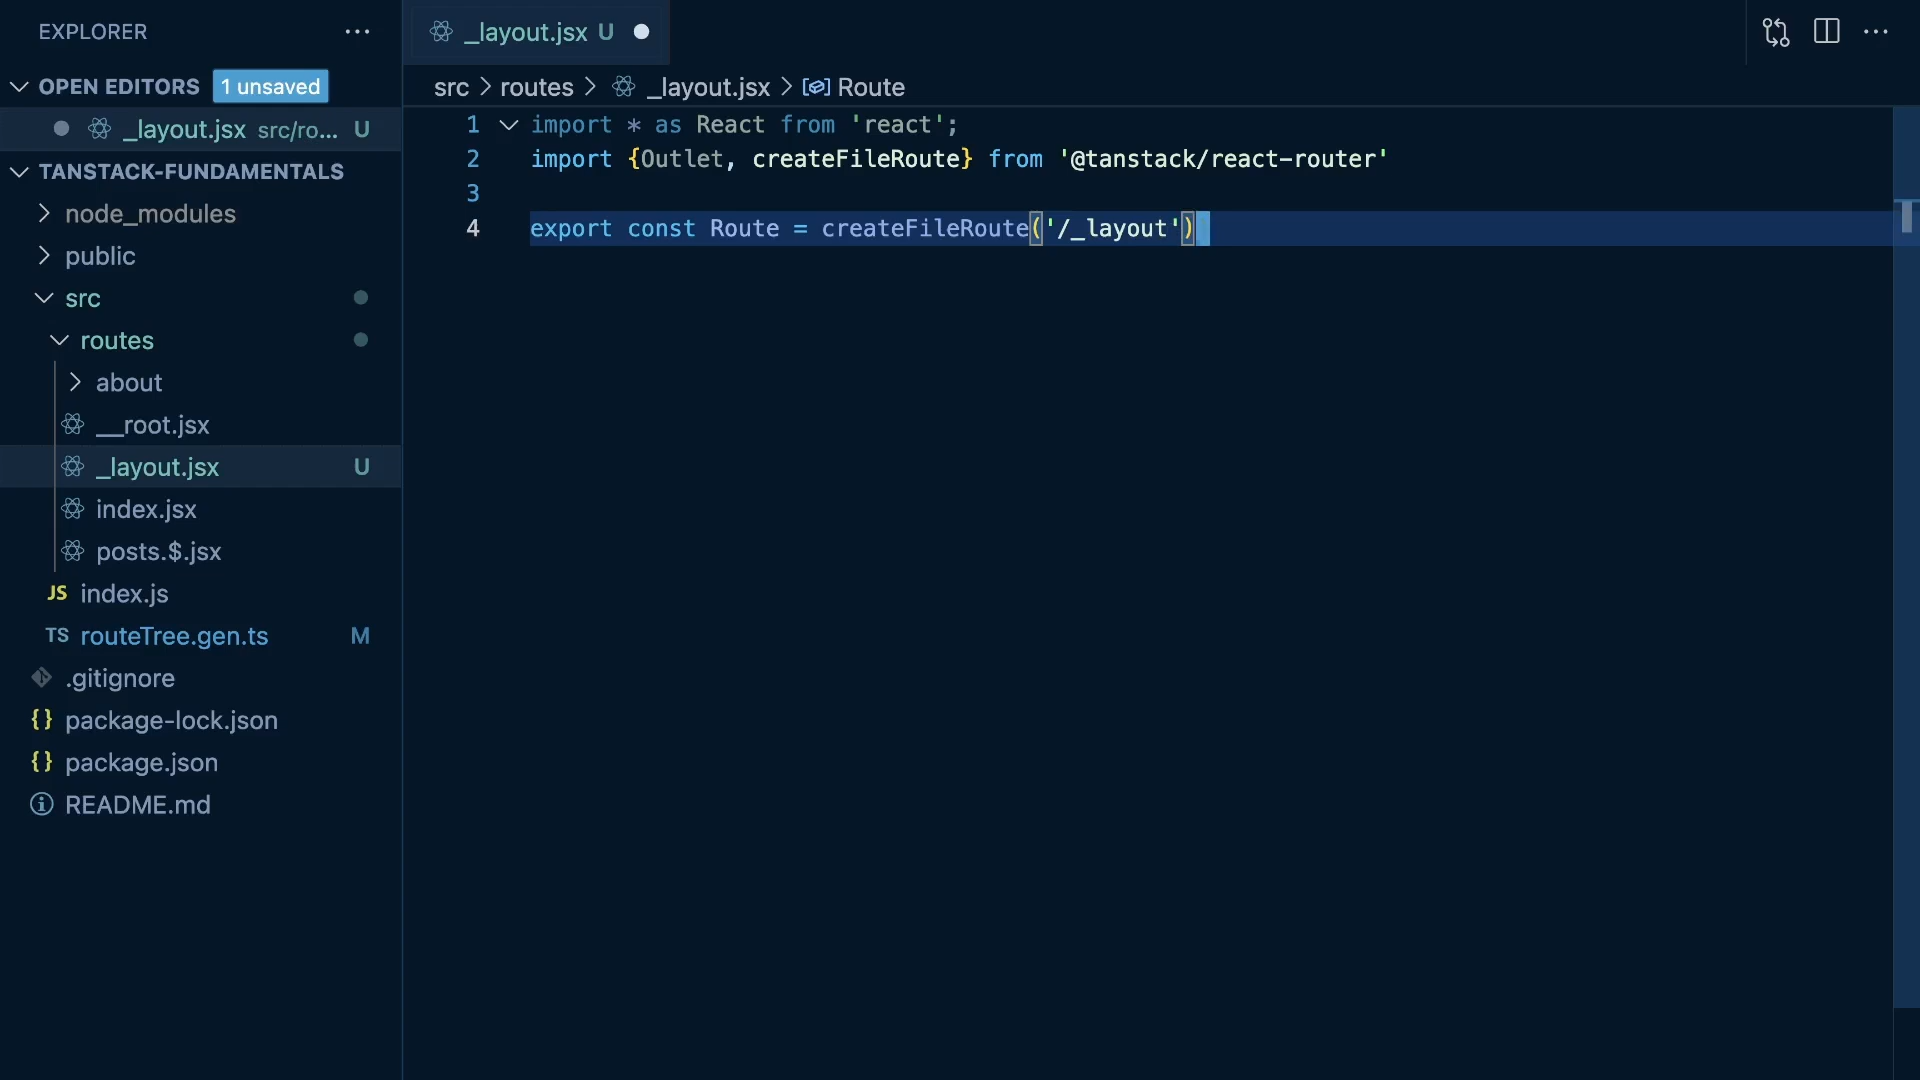 EXPLORER
OPEN EDITORS 1 unsaved
_layout.jsx src/ro... U
TANSTACK-FUNDAMENTALS
node_modules
public
src
routes
about
__root.jsx
_layout.jsx U
index.jsx
posts.$.jsx
JS index.js
TS routeTree.gen.ts M
.gitignore
{} package-lock.json
{} package.json
README.md
_layout.jsx U
src > routes > _layout.jsx > Route
1 import * as React from 'react';
2 import {Outlet, createFileRoute} from '@tanstack/react-router'
3
4 export const Route = createFileRoute('/_layout')